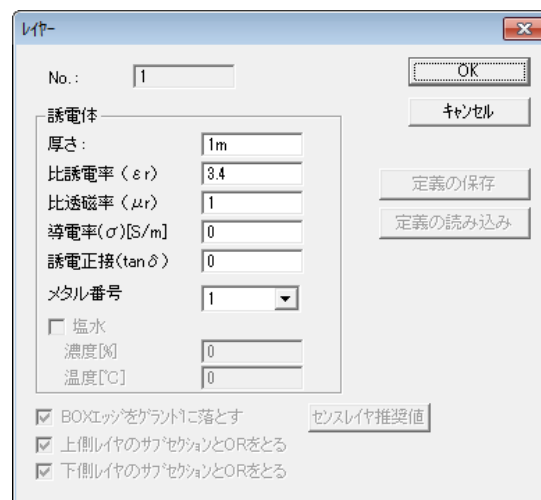 レイヤー
No.: 1
OK
キャンセル
誘電体
厚さ: 1m
比誘電率(εr) 3.4
比透磁率(μr) 1
導電率(σ)[S/m] 0
誘電正接(tanδ) 0
メタル番号 1
定義の保存
定義の読み込み
塩水
濃度[%] 0
温度[℃] 0
BOXエッジをグランドに落とす
センスレイヤ推奨値
上側レイヤのサブセクションとORをとる
下側レイヤのサブセクションとORをとる